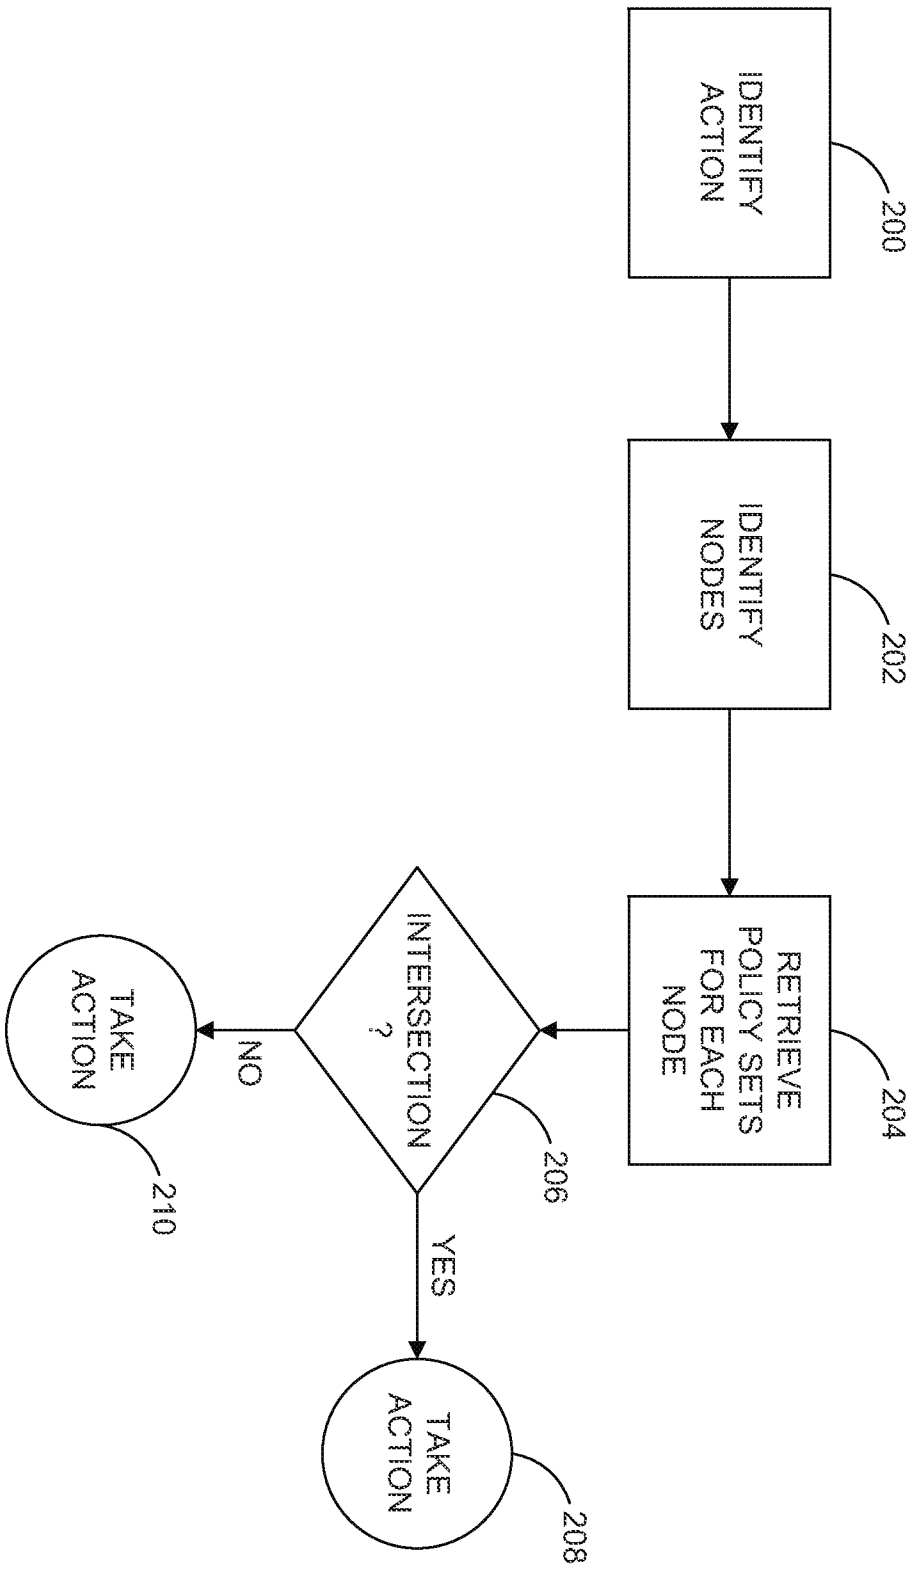 200
IDENTIFY
ACTION
202
IDENTIFY
NODES
204
RETRIEVE
POLICY SETS
FOR EACH
NODE
206
INTERSECTION
?
YES
208
TAKE
ACTION
NO
TAKE
ACTION
210